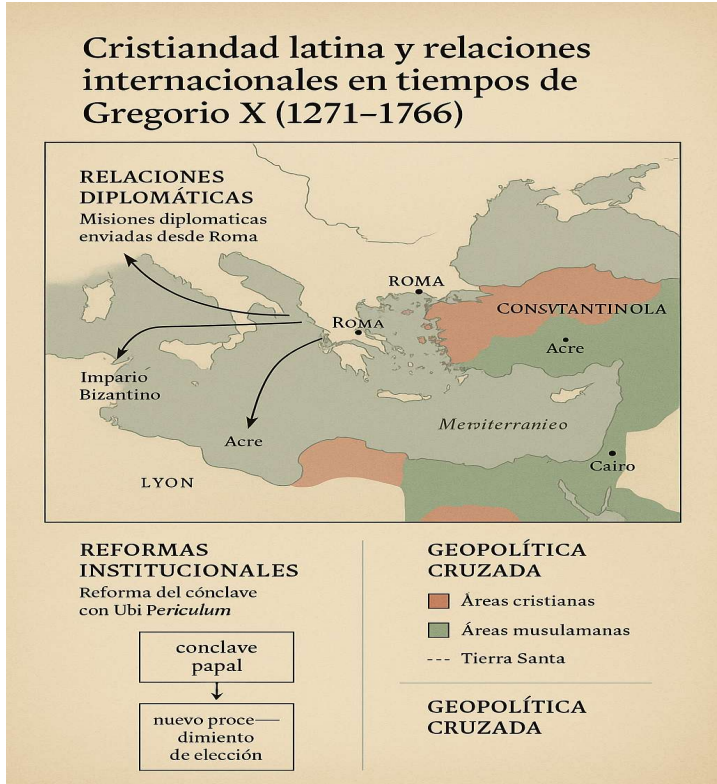 Cristiandad latina y relaciones
internacionales en tiempos de
Gregorio X (1271–1766)
RELACIONES
DIPLOMÁTICAS
Misiones diplomaticas
enviadas desde Roma
ROMA
ROMA
CONSVTANTINOLA
Acre
Impario
Bizantino
Acre
Mewiterranieo
Cairo
LYON
REFORMAS
INSTITUCIONALES
Reforma del cónclave
con Ubi Periculum
conclave
papal
nuevo proce—
dimiento
de elección
GEOPOLÍTICA
CRUZADA
Áreas cristianas
Áreas musulamanas
--- Tierra Santa
GEOPOLÍTICA
CRUZADA